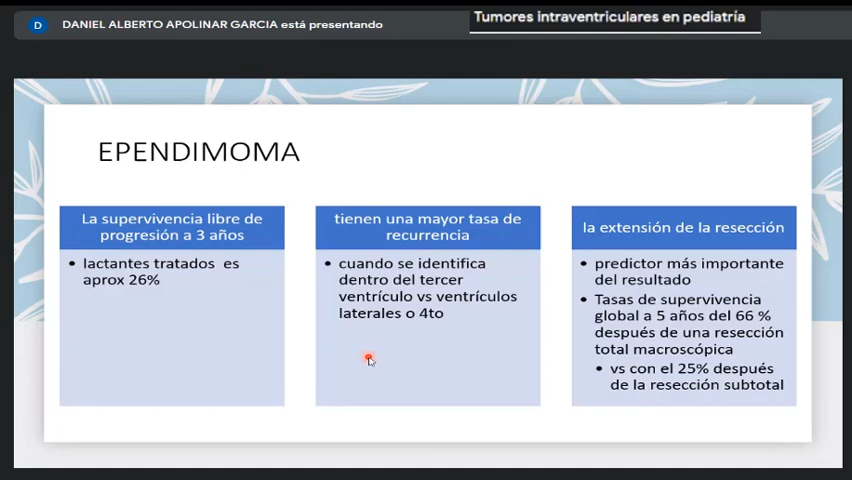 D
DANIEL ALBERTO APOLINAR GARCIA está presentando
Tumores intraventriculares en pediatría
EPENDIMOMA
La supervivencia libre de
progresión a 3 años
• lactantes tratados es
aprox 26%
tienen una mayor tasa de
recurrencia
• cuando se identifica
dentro del tercer
ventrículo vs ventrículos
laterales o 4to
la extensión de la resección
• predictor más importante
del resultado
• Tasas de supervivencia
global a 5 años del 66 %
después de una resección
total macroscópica
• vs con el 25% después
de la resección subtotal